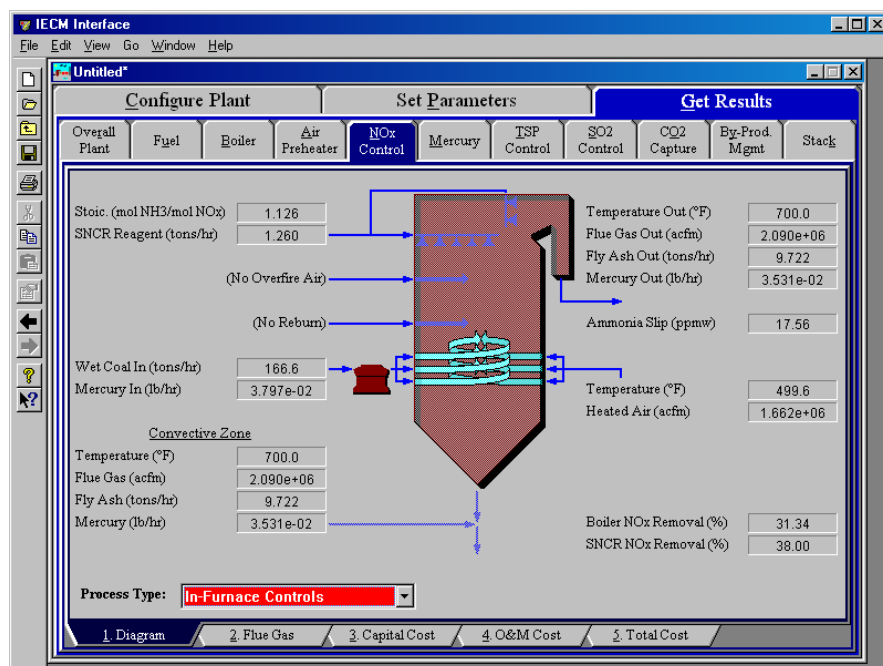 IECM Interface
File Edit View Go Window Help
Untitled*
Configure Plant Set Parameters Get Results
Overall Plant Fuel Boiler Air Preheater NOx Control Mercury TSP Control SO2 Control CO2 Capture By-Prod. Mgmt Stack
Stoic. (mol NH3/mol NOx) 1.126
SNCR Reagent (tons/hr) 1.260
(No Overfire Air)
(No Reburn)
Wet Coal In (tons/hr) 166.6
Mercury In (lb/hr) 3.797e-02
Convective Zone
Temperature (°F) 700.0
Flue Gas (acfm) 2.090e+06
Fly Ash (tons/hr) 9.722
Mercury (lb/hr) 3.531e-02
Temperature Out (°F) 700.0
Flue Gas Out (acfm) 2.090e+06
Fly Ash Out (tons/hr) 9.722
Mercury Out (lb/hr) 3.531e-02
Ammonia Slip (ppmw) 17.56
Temperature (°F) 499.6
Heated Air (acfm) 1.662e+06
Boiler NOx Removal (%) 31.34
SNCR NOx Removal (%) 38.00
Process Type: In-Furnace Controls
1. Diagram 2. Flue Gas 3. Capital Cost 4. O&M Cost 5. Total Cost